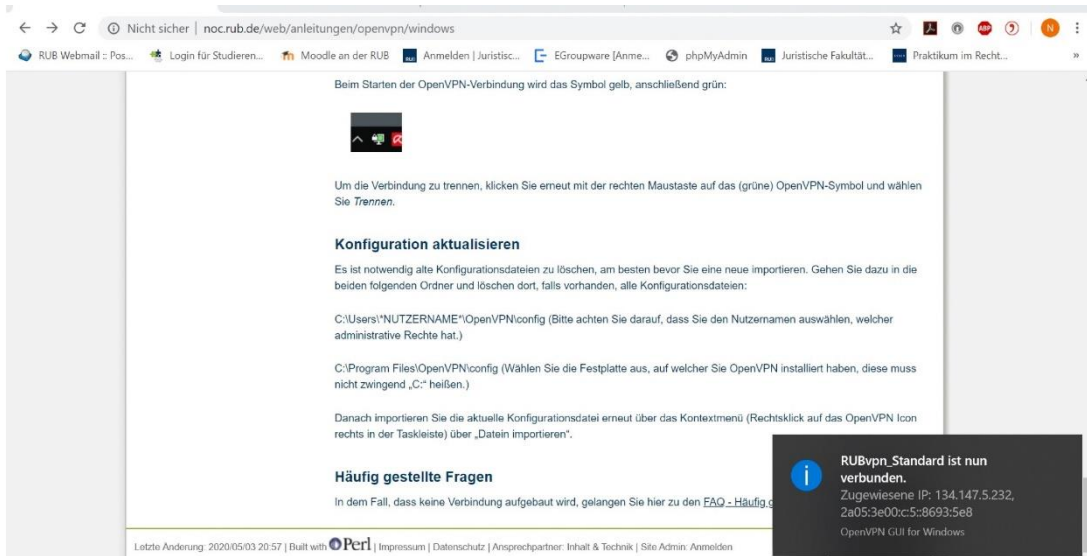 Nicht sicher | noc.rub.de/web/anleitungen/openvpn/windows
N
RUB Webmail :: Pos...
Login für Studieren...
Moodle an der RUB
Anmelden | Juristisc...
EGroupware [Anme...
phpMyAdmin
Juristische Fakultät...
Praktikum im Recht...
»
Beim Starten der OpenVPN-Verbindung wird das Symbol gelb, anschließend grün:
Um die Verbindung zu trennen, klicken Sie erneut mit der rechten Maustaste auf das (grüne) OpenVPN-Symbol und wählen
Sie Trennen.
Konfiguration aktualisieren
Es ist notwendig alte Konfigurationsdateien zu löschen, am besten bevor Sie eine neue importieren. Gehen Sie dazu in die
beiden folgenden Ordner und löschen dort, falls vorhanden, alle Konfigurationsdateien:
C:\Users\*NUTZERNAME*\OpenVPN\config (Bitte achten Sie darauf, dass Sie den Nutzernamen auswählen, welcher
administrative Rechte hat.)
C:\Program Files\OpenVPN\config (Wählen Sie die Festplatte aus, auf welcher Sie OpenVPN installiert haben, diese muss
nicht zwingend „C:“ heißen.)
Danach importieren Sie die aktuelle Konfigurationsdatei erneut über das Kontextmenü (Rechtsklick auf das OpenVPN Icon
rechts in der Taskleiste) über „Datein importieren“.
Häufig gestellte Fragen
In dem Fall, dass keine Verbindung aufgebaut wird, gelangen Sie hier zu den FAQ - Häufig g
RUBvpn_Standard ist nun
verbunden.
Zugewiesene IP: 134.147.5.232,
2a05:3e00:c:5::8693:5e8
OpenVPN GUI for Windows
Letzte Änderung: 2020/05/03 20:57 | Built with Perl | Impressum | Datenschutz | Ansprechpartner: Inhalt & Technik | Site Admin: Anmelden